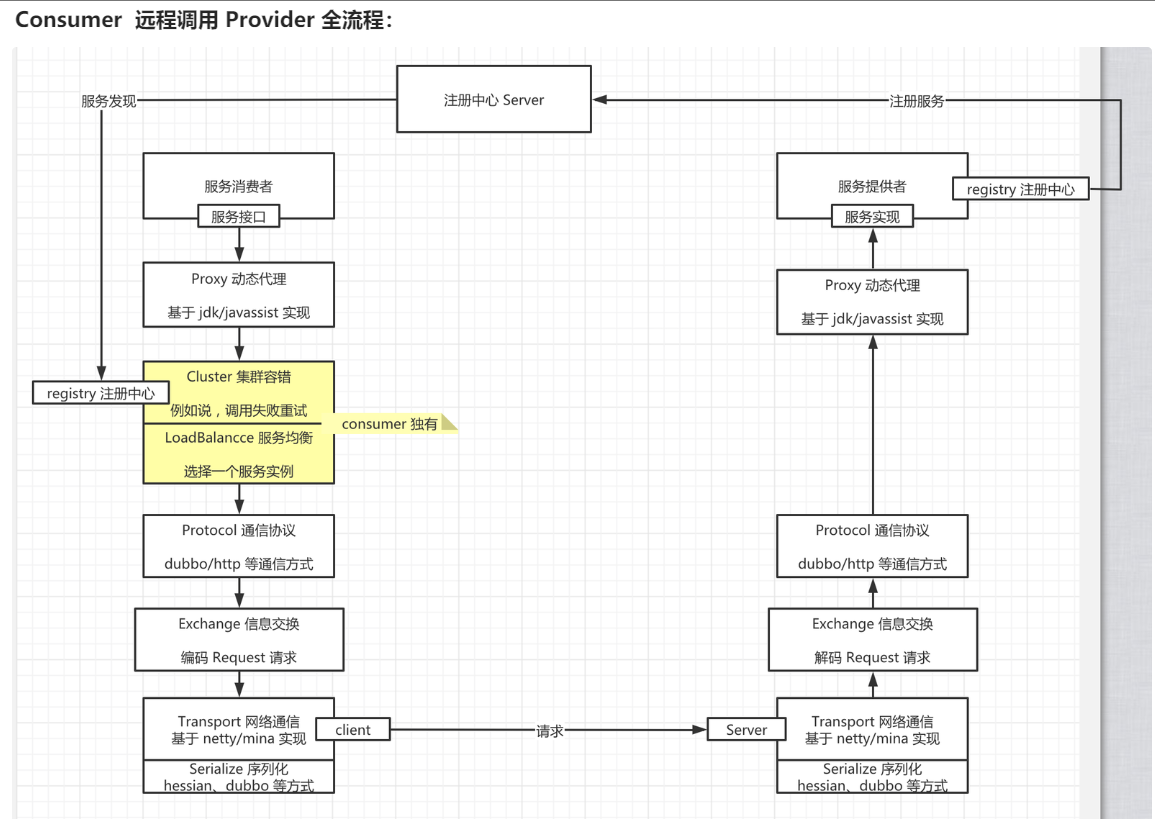 Consumer 远程调用 Provider 全流程：
服务发现
注册中心 Server
注册服务
服务消费者
服务接口
Proxy 动态代理
基于 jdk/javassist 实现
registry 注册中心
Cluster 集群容错
例如说，调用失败重试
LoadBalancce 服务均衡
选择一个服务实例
consumer 独有
Protocol 通信协议
dubbo/http 等通信方式
Exchange 信息交换
编码 Request 请求
Transport 网络通信
基于 netty/mina 实现
client
Serialize 序列化
hessian、dubbo 等方式
请求
服务提供者
registry 注册中心
服务实现
Proxy 动态代理
基于 jdk/javassist 实现
Protocol 通信协议
dubbo/http 等通信方式
Exchange 信息交换
解码 Request 请求
Server
Transport 网络通信
基于 netty/mina 实现
Serialize 序列化
hessian、dubbo 等方式